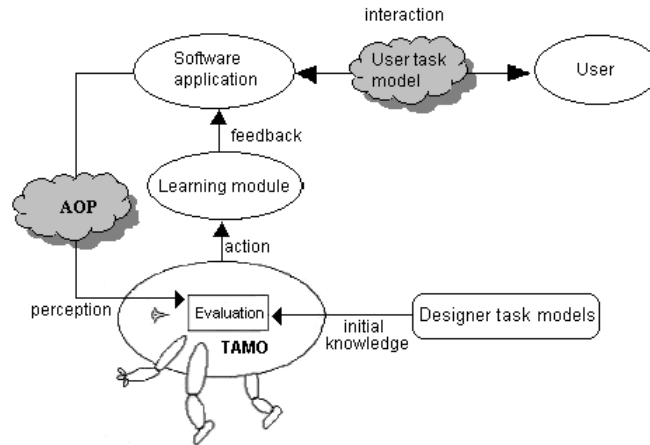 interaction
Software
application
User task
model
User
feedback
Learning module
AOP
action
perception
Evaluation
initial
knowledge
Designer task models
TAMO